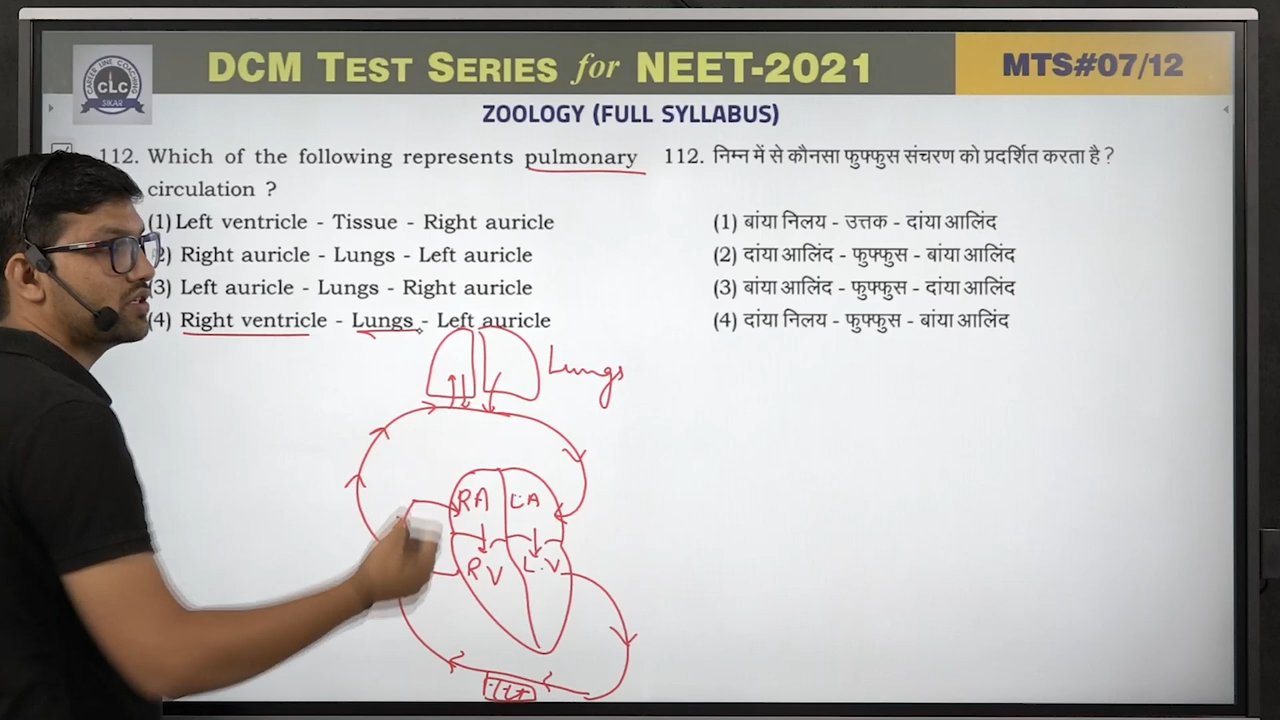 DCM TEST SERIES for NEET-2021
MTS#07/12
CAREER LINE COACHING
CLC
SIKAR
ZOOLOGY (FULL SYLLABUS)
112. Which of the following represents pulmonary
circulation ?
(1) Left ventricle - Tissue - Right auricle
2) Right auricle - Lungs - Left auricle
(3) Left auricle - Lungs - Right auricle
(4) Right ventricle - Lungs - Left auricle
112. निम्न में से कौनसा फुफ्फुस संचरण को प्रदर्शित करता है ?
(1) बांया निलय - उत्तक - दांया आलिंद
(2) दांया आलिंद - फुफ्फुस - बांया आलिंद
(3) बांया आलिंद - फुफ्फुस - दांया आलिंद
(4) दांया निलय - फुफ्फुस - बांया आलिंद
Lungs
RA LA
RV L.V